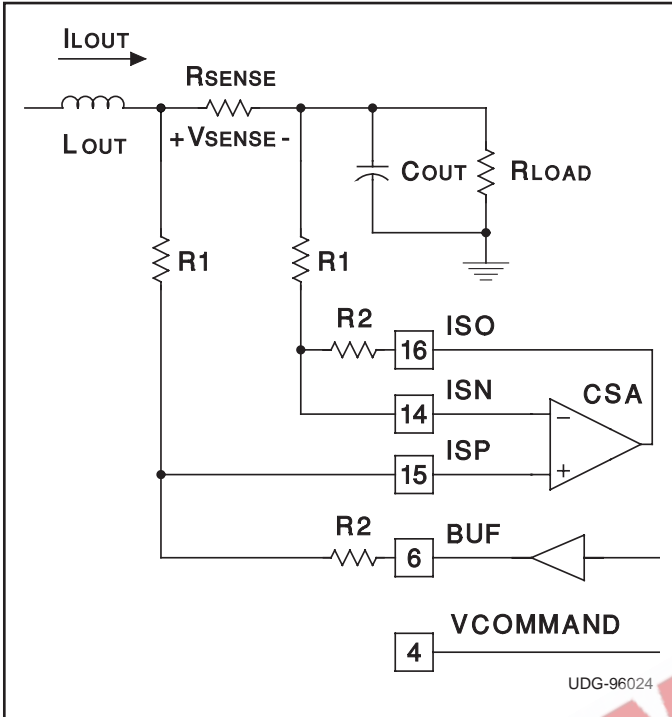 ILOUT
RSENSE
LOUT
+VSENSE-
COUT
RLOAD
R1
R1
R2
16
ISO
CSA
14
ISN
−
15
ISP
+
R2
6
BUF
4
VCOMMAND
UDG-96024